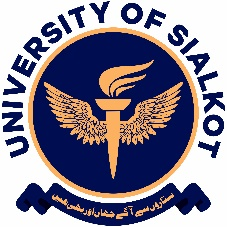 UNIVERSITY OF SIALKOT
ستاروں سے آگے جہاں اور بھی ہیں